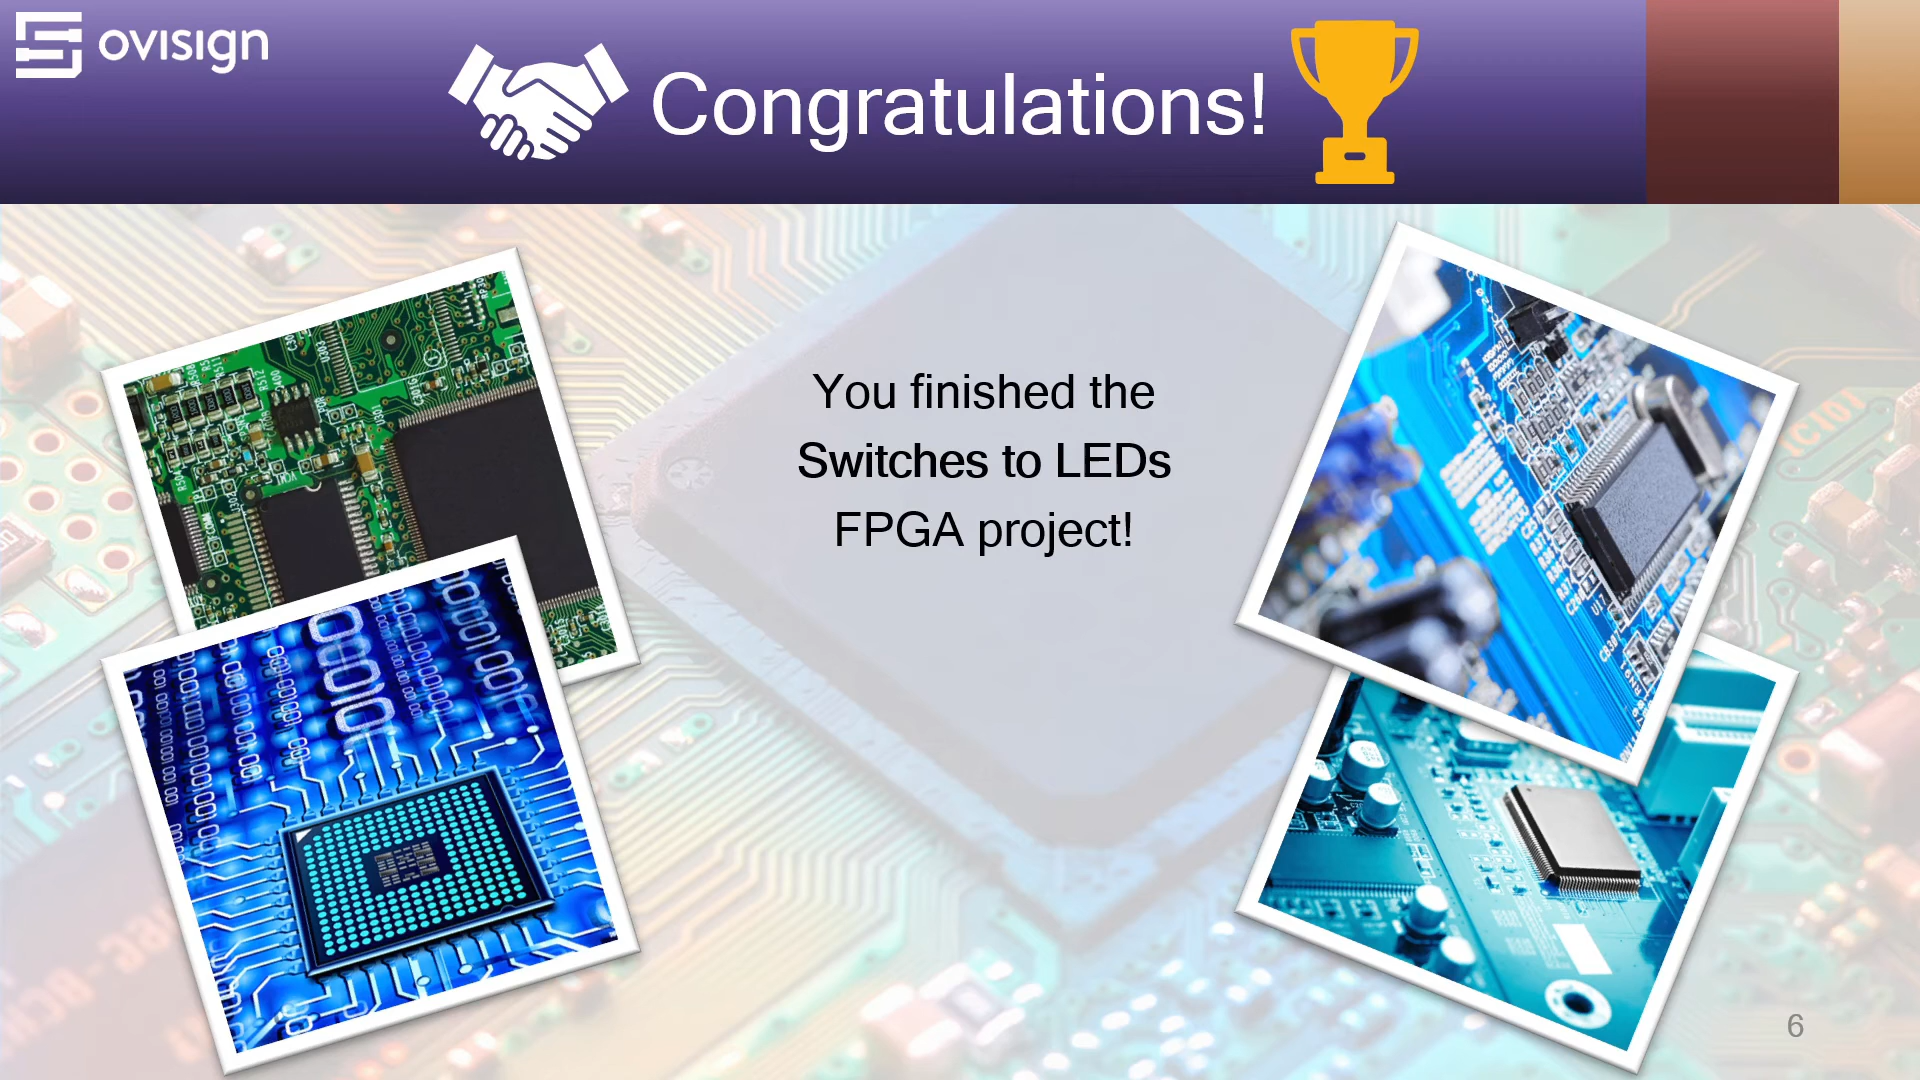 ovisign
Congratulations!
You finished the
Switches to LEDs
FPGA project!
6